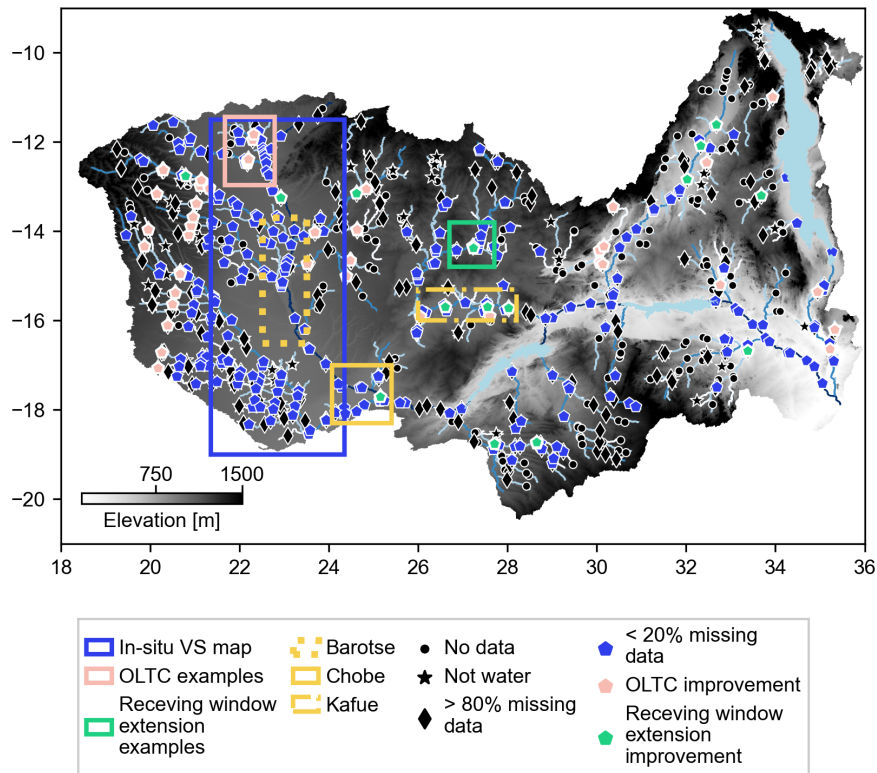 −10
−12
−14
−16
−18
−20
750
1500
Elevation [m]
18
20
22
24
26
28
30
32
34
36
In-situ VS map
OLTC examples
Receving window
extension
examples
Barotse
Chobe
Kafue
No data
Not water
> 80% missing
data
< 20% missing
data
OLTC improvement
Receving window
extension
improvement